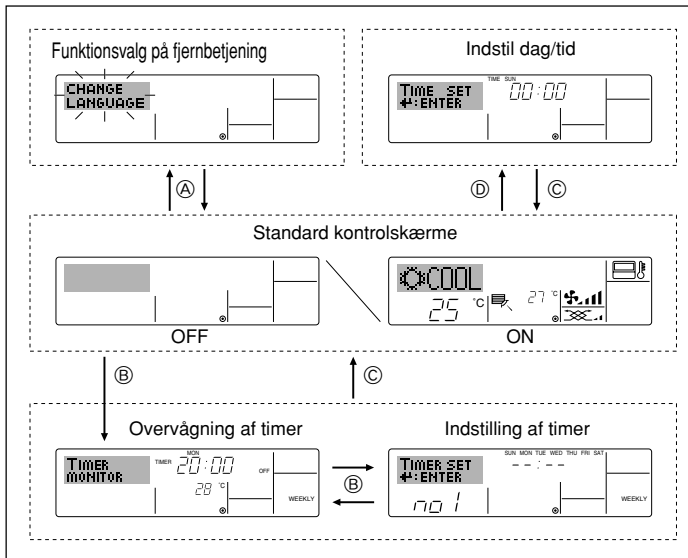 Funktionsvalg på fjernbetjening
CHANGE
LANGUAGE
Indstil dag/tid
TIME SUN
TIME SET
↵:ENTER
00:00
Ⓐ
Ⓓ
Ⓒ
Standard kontrolskærme
OFF
COOL
25 °C
27 °C
ON
Ⓑ
Ⓒ
Overvågning af timer
TIMER
MONITOR
MON
TIMER 20:00 OFF
28 °C
WEEKLY
Ⓑ
Indstilling af timer
SUN MON TUE WED THU FRI SAT
TIMER SET
↵:ENTER
--:--
no 1
WEEKLY